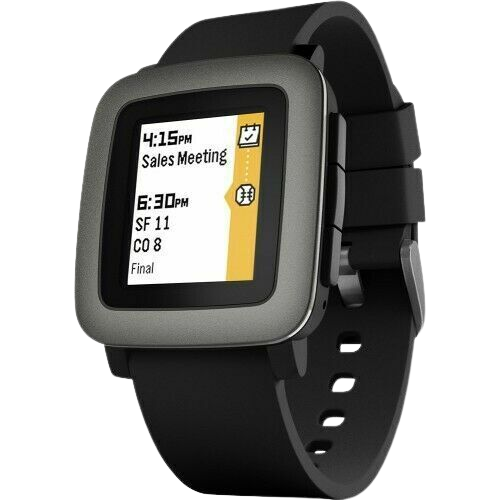 4:15PM
Sales Meeting
6:30PM
SF 11
CO 8
Final